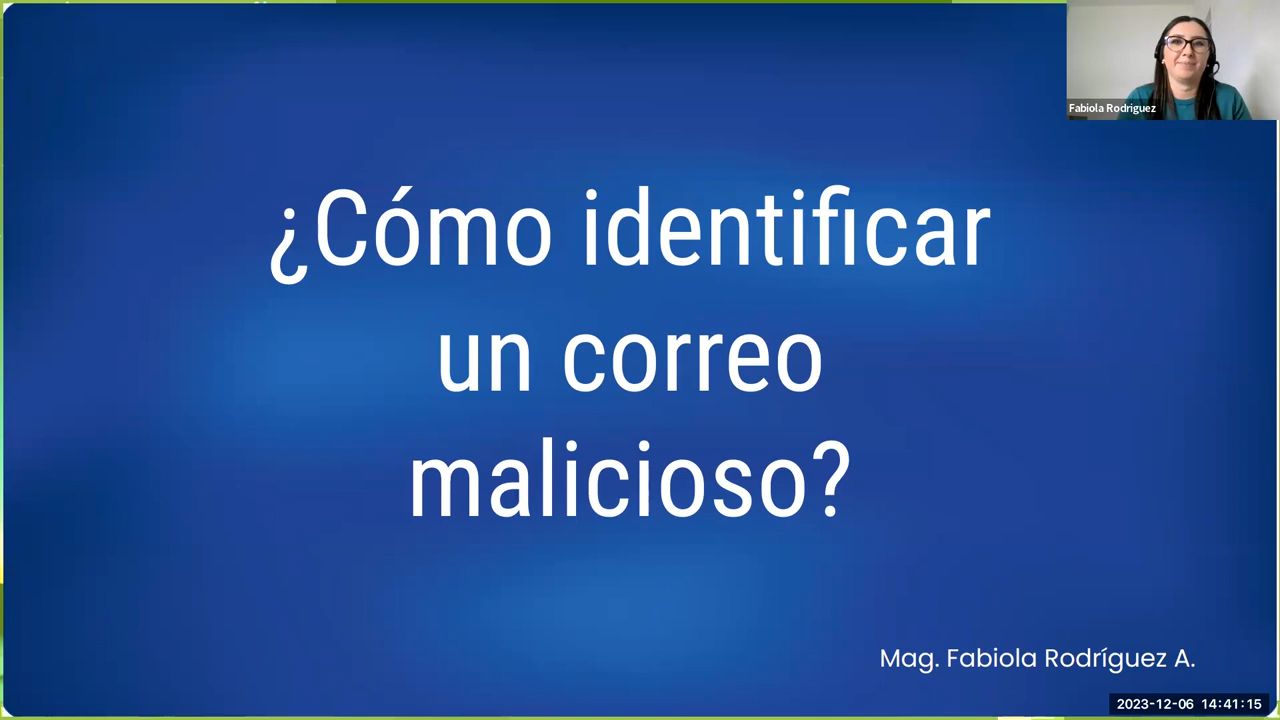 Fabiola Rodriguez
¿Cómo identificar
un correo
malicioso?
Mag. Fabiola Rodríguez A.
2023-12-06 14:41:15